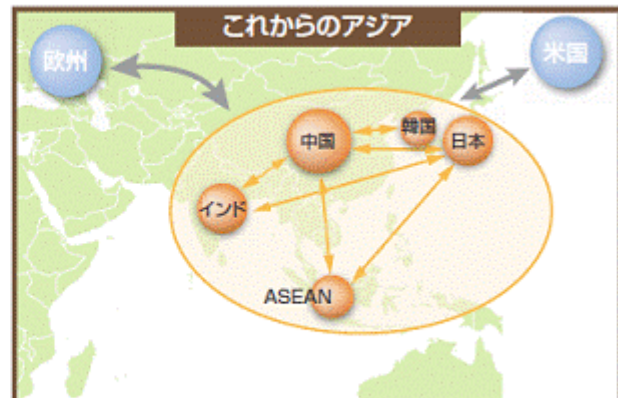 これからのアジア
欧州
米国
中国
韓国
日本
インド
ASEAN